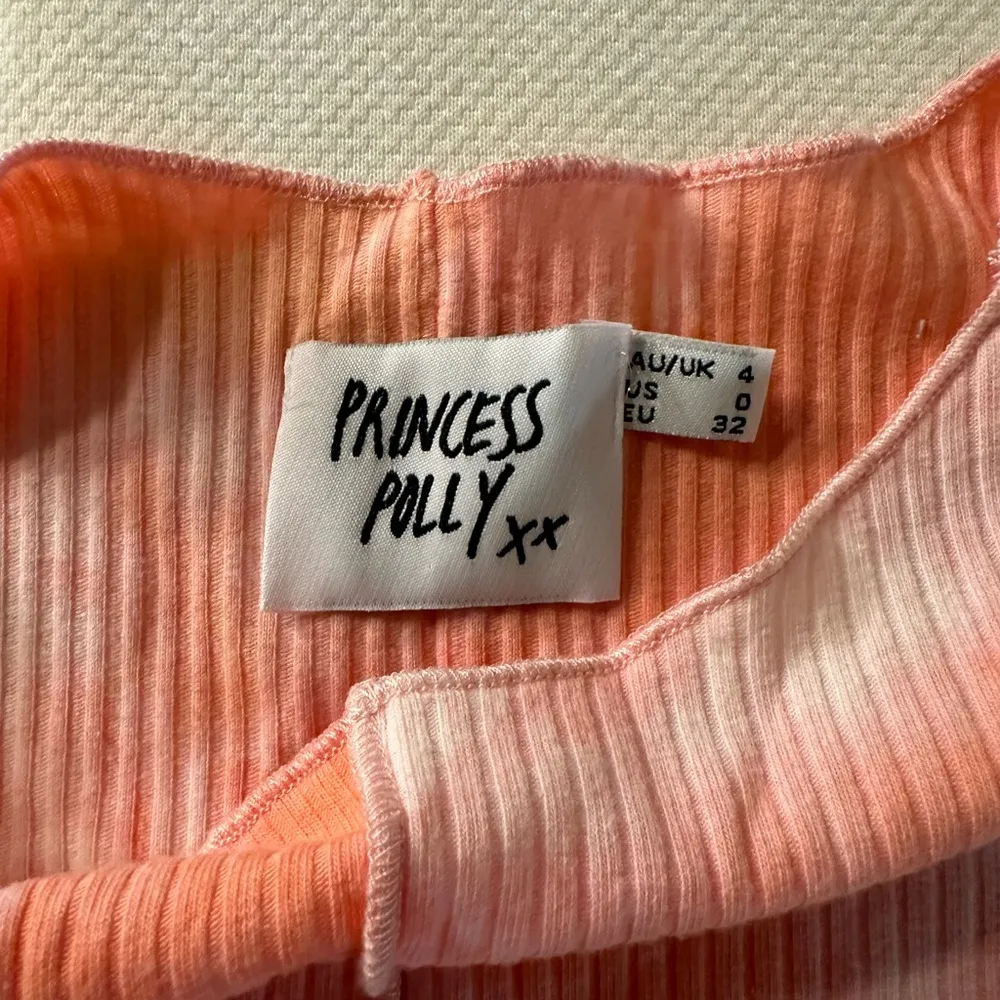 PRINCESS
POLLY xx
AU/UK 4
US 0
EU 32